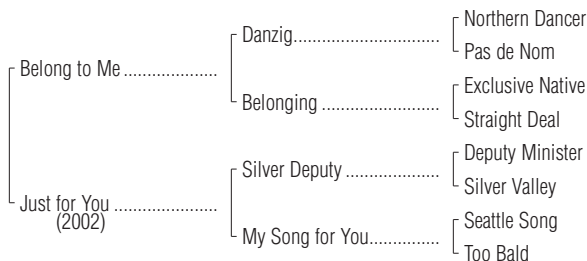 Northern Dancer
Danzig
Pas de Nom
Belong to Me
Exclusive Native
Belonging
Straight Deal
Deputy Minister
Silver Deputy
Silver Valley
Just for You
(2002)
Seattle Song
My Song for You
Too Bald